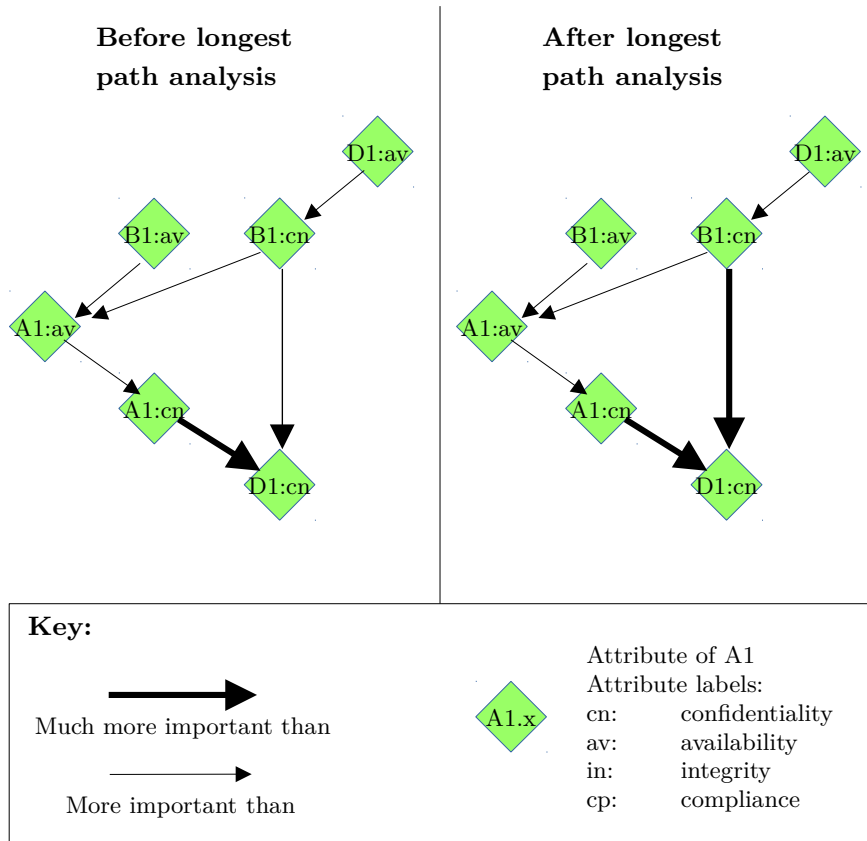 Before longest
path analysis
After longest
path analysis
D1:av
B1:av
B1:cn
A1:av
A1:cn
D1:cn
D1:av
B1:av
B1:cn
A1:av
A1:cn
D1:cn
Key:
Much more important than
More important than
A1.x
Attribute of A1
Attribute labels:
cn: confidentiality
av: availability
in: integrity
cp: compliance